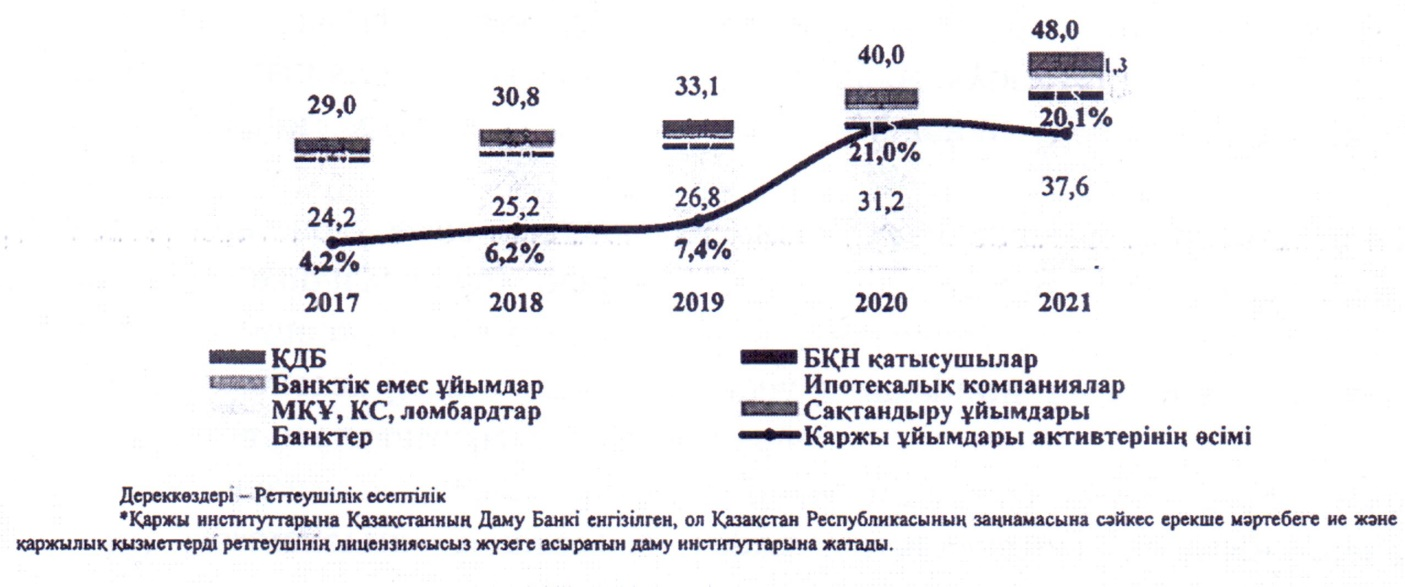 48,0
40,0
1,3
33,1
30,8
29,0
20,1%
21,0%
37,6
31,2
26,8
25,2
24,2
7,4%
6,2%
4,2%
2017 2018 2019 2020 2021
ҚДБ
Банктік емес ұйымдар
МҚҰ, КС, ломбардтар
Банктер
БҚН қатысушылар
Ипотекалық компаниялар
Сақтандыру ұйымдары
Қаржы ұйымдары активтерінің өсімі
Дереккөздері – Реттеушілік есептілік
*Қаржы институттарына Қазақстанның Даму Банкі енгізілген, ол Қазақстан Республикасының заңнамасына сәйкес ерекше мәртебеге ие және
қаржылық қызметтерді реттеушінің лицензиясысыз жүзеге асыратын даму институттарына жатады.